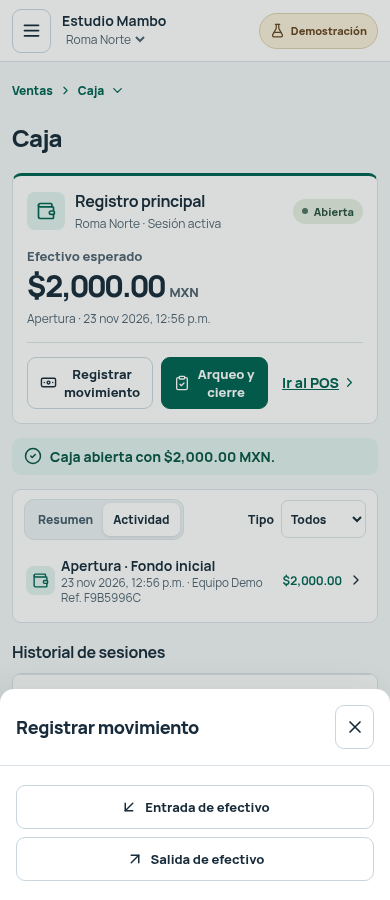 Estudio Mambo
Roma Norte
Demostración
Ventas > Caja
Caja
Registro principal
Roma Norte · Sesión activa
Abierta
Efectivo esperado
$2,000.00 MXN
Apertura · 23 nov 2026, 12:56 p.m.
Registrar
movimiento
Arqueo y
cierre
Ir al POS
Caja abierta con $2,000.00 MXN.
Resumen
Actividad
Tipo
Todos
Apertura · Fondo inicial
23 nov 2026, 12:56 p.m. · Equipo Demo
Ref. F9B5996C
$2,000.00
Historial de sesiones
Registrar movimiento
Entrada de efectivo
Salida de efectivo